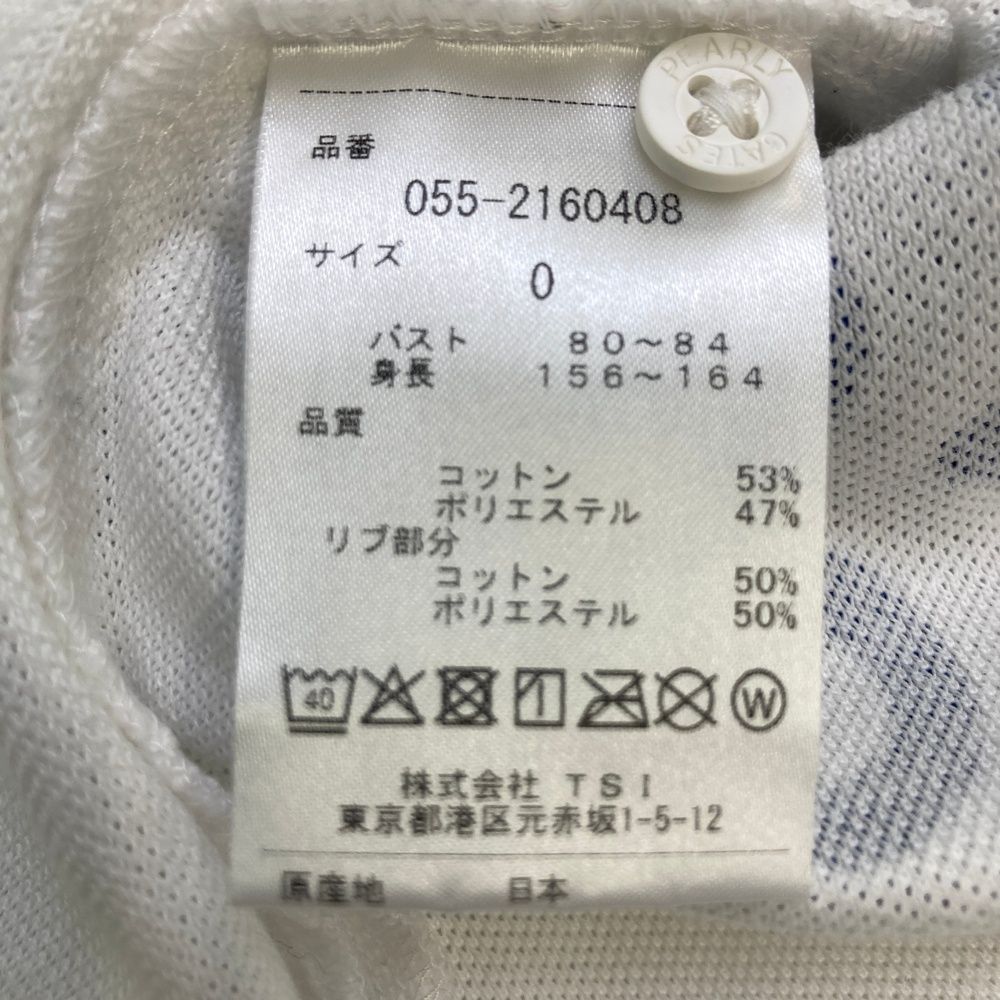 PEARLY
GATES
品番
055-2160408
サイズ
0
バスト 80～84
身長 156～164
品質
コットン 53%
ポリエステル 47%
リブ部分
コットン 50%
ポリエステル 50%
40
W
株式会社 TSI
東京都港区元赤坂1-5-12
原産地 日本